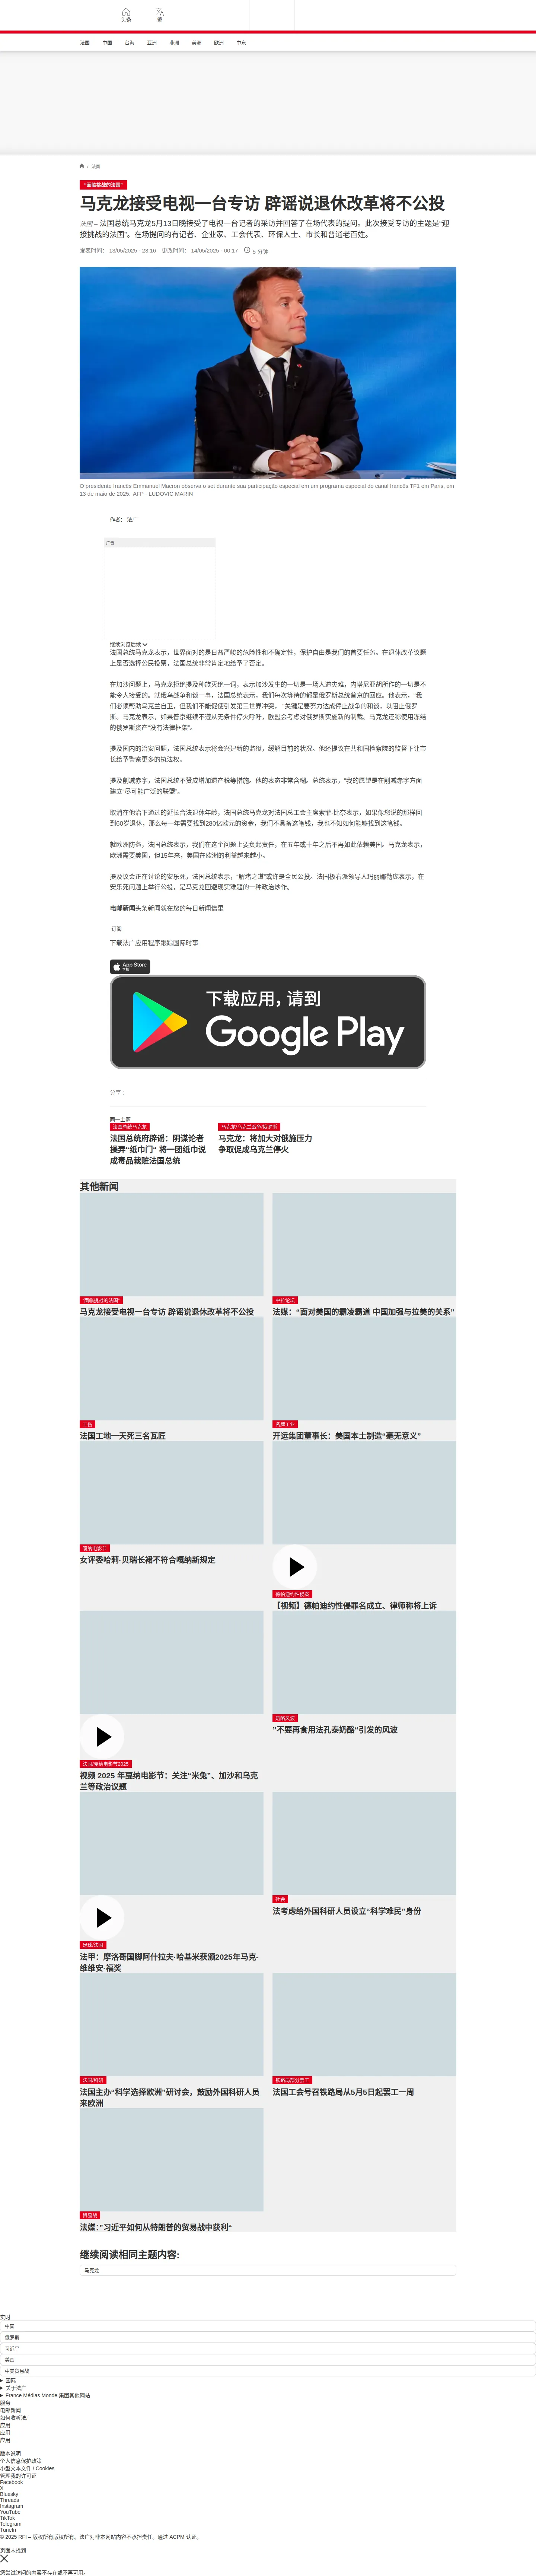 头条
繁
法国
中国
台海
亚洲
非洲
美洲
欧洲
中东
/ 法国
“面临挑战的法国”
马克龙接受电视一台专访 辟谣说退休改革将不公投
法国 – 法国总统马克龙5月13日晚接受了电视一台记者的采访并回答了在场代表的提问。此次接受专访的主题是“迎
接挑战的法国”。在场提问的有记者、企业家、工会代表、环保人士、市长和普通老百姓。
发表时间： 13/05/2025 - 23:16 更改时间： 14/05/2025 - 00:17 5 分钟
O presidente francês Emmanuel Macron observa o set durante sua participação especial em um programa especial do canal francês TF1 em Paris, em
13 de maio de 2025. AFP - LUDOVIC MARIN
作者： 法广
广告
继续浏览后续
法国总统马克龙表示，世界面对的是日益严峻的危险性和不确定性，保护自由是我们的首要任务。在退休改革议题
上是否选择公民投票，法国总统非常肯定地给予了否定。
在加沙问题上，马克龙拒绝提及种族灭绝一词，表示加沙发生的一切是一场人道灾难，内塔尼亚胡所作的一切是不
能令人接受的。就俄乌战争和谈一事，法国总统表示，我们每次等待的都是俄罗斯总统普京的回应。他表示，“我
们必须帮助乌克兰自卫，但我们不能促使引发第三世界冲突， “关键是要努力达成停止战争的和谈，以阻止俄罗
斯。马克龙表示，如果普京继续不遵从无条件停火呼吁，欧盟会考虑对俄罗斯实施新的制裁。马克龙还称使用冻结
的俄罗斯资产“没有法律框架”。
提及国内的治安问题，法国总统表示将会兴建新的监狱，缓解目前的状况。他还提议在共和国检察院的监督下让市
长给予警察更多的执法权。
提及削减赤字，法国总统不赞成增加遗产税等措施。他的表态非常含糊。总统表示，“我的愿望是在削减赤字方面
建立”尽可能广泛的联盟”。
取消在他治下通过的延长合法退休年龄，法国总统马克龙对法国总工会主席索菲-比奈表示，如果像您说的那样回
到60岁退休，那么每一年需要找到280亿欧元的资金，我们不具备这笔钱，我也不知如何能够找到这笔钱。
就欧洲防务，法国总统表示，我们在这个问题上要负起责任，在五年或十年之后不再如此依赖美国。马克龙表示，
欧洲需要美国，但15年来，美国在欧洲的利益越来越小。
提及议会正在讨论的安乐死，法国总统表示，“解堵之道”或许是全民公投。法国极右派领导人玛丽娜勒庞表示，在
安乐死问题上举行公投，是马克龙回避现实难题的一种政治炒作。
电邮新闻头条新闻就在您的每日新闻信里
订阅
下载法广应用程序跟踪国际时事
App Store
下载
下载应用，请到
Google Play
分享 :
同一主题
法国总统马克龙
法国总统府辟谣：阴谋论者
操弄“纸巾门” 将一团纸巾说
成毒品栽赃法国总统
马克龙/乌克兰战争/俄罗斯
马克龙：将加大对俄施压力
争取促成乌克兰停火
其他新闻
“面临挑战的法国”
马克龙接受电视一台专访 辟谣说退休改革将不公投
中拉论坛
法媒：“面对美国的霸凌霸道 中国加强与拉美的关系”
工伤
法国工地一天死三名瓦匠
名牌工业
开运集团董事长：美国本土制造“毫无意义”
嘎纳电影节
女评委哈莉·贝瑞长裙不符合嘎纳新规定
德帕迪约性侵案
【视频】德帕迪约性侵罪名成立、律师称将上诉
法国/戛纳电影节2025
视频 2025 年戛纳电影节：关注“米兔”、加沙和乌克
兰等政治议题
奶酪风波
”不要再食用法孔泰奶酪“引发的风波
足球/法国
法甲：摩洛哥国脚阿什拉夫·哈基米获颁2025年马克-
维维安-福奖
社会
法考虑给外国科研人员设立“科学难民”身份
法国/科研
法国主办“科学选择欧洲”研讨会，鼓励外国科研人员
来欧洲
铁路局部分罢工
法国工会号召铁路局从5月5日起罢工一周
贸易战
法媒：”习近平如何从特朗普的贸易战中获利“
继续阅读相同主题内容:
马克龙
实时
中国
俄罗斯
习近平
美国
中美贸易战
国际
关于法广
France Médias Monde 集团其他网站
服务
电邮新闻
如何收听法广
应用
应用
应用
版本说明
个人信息保护政策
小型文本文件 / Cookies
管理我的许可证
Facebook
X
Bluesky
Threads
Instagram
YouTube
TikTok
Telegram
TuneIn
© 2025 RFI – 版权所有版权所有。法广对非本网站内容不承担责任。通过 ACPM 认证。
页面未找到
您尝试访问的内容不存在或不再可用。